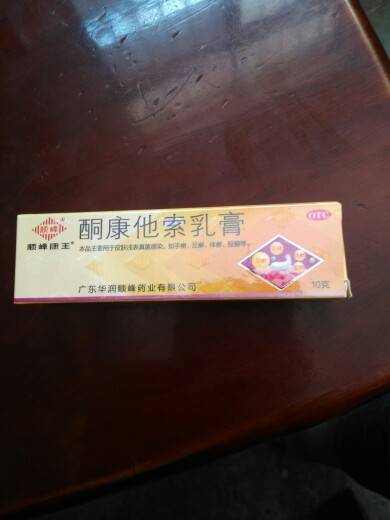 顺峰®
顺峰康王®
酮康他索乳膏
OTC
本品主要用于皮肤浅表真菌感染，如手癣、足癣、体癣、股癣等。
广东华润顺峰药业有限公司
10克